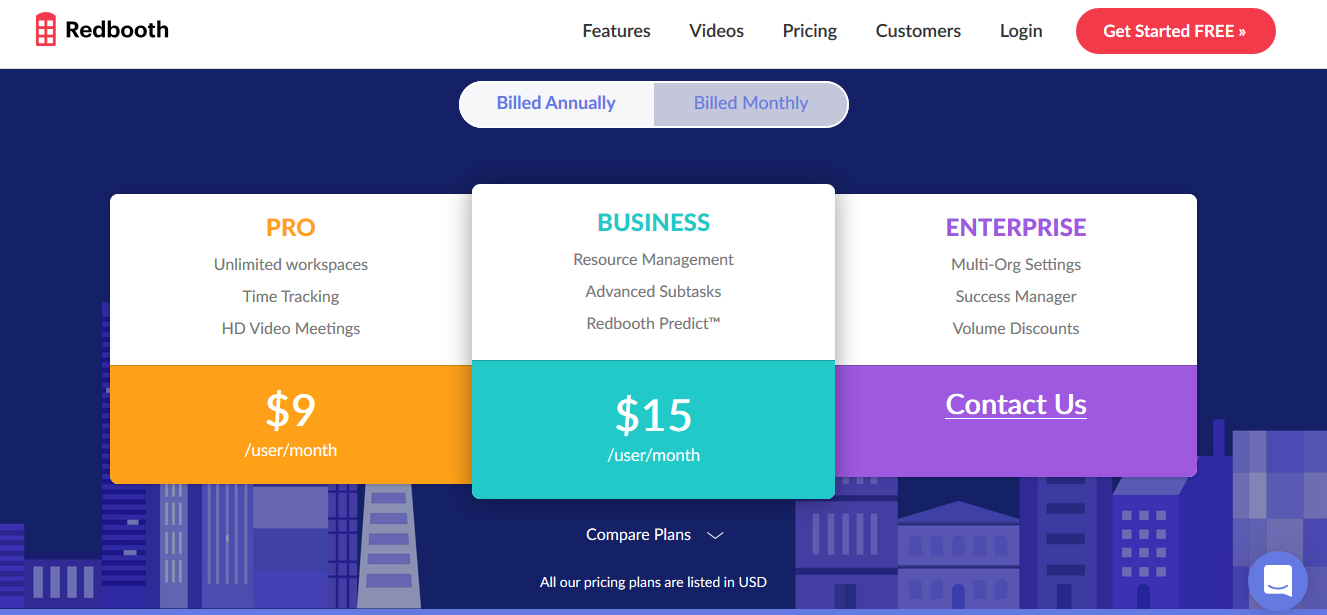 Redbooth
Features
Videos
Pricing
Customers
Login
Get Started FREE »
Billed Annually
Billed Monthly
PRO
Unlimited workspaces
Time Tracking
HD Video Meetings
$9
/user/month
BUSINESS
Resource Management
Advanced Subtasks
Redbooth Predict™
$15
/user/month
ENTERPRISE
Multi-Org Settings
Success Manager
Volume Discounts
Contact Us
Compare Plans
All our pricing plans are listed in USD